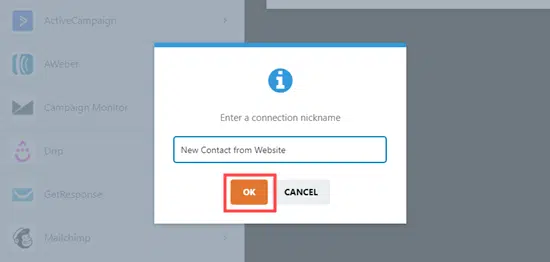 ActiveCampaign
AWeber
Campaign Monitor
Drip
GetResponse
Mailchimp
Enter a connection nickname
New Contact from Website
OK CANCEL